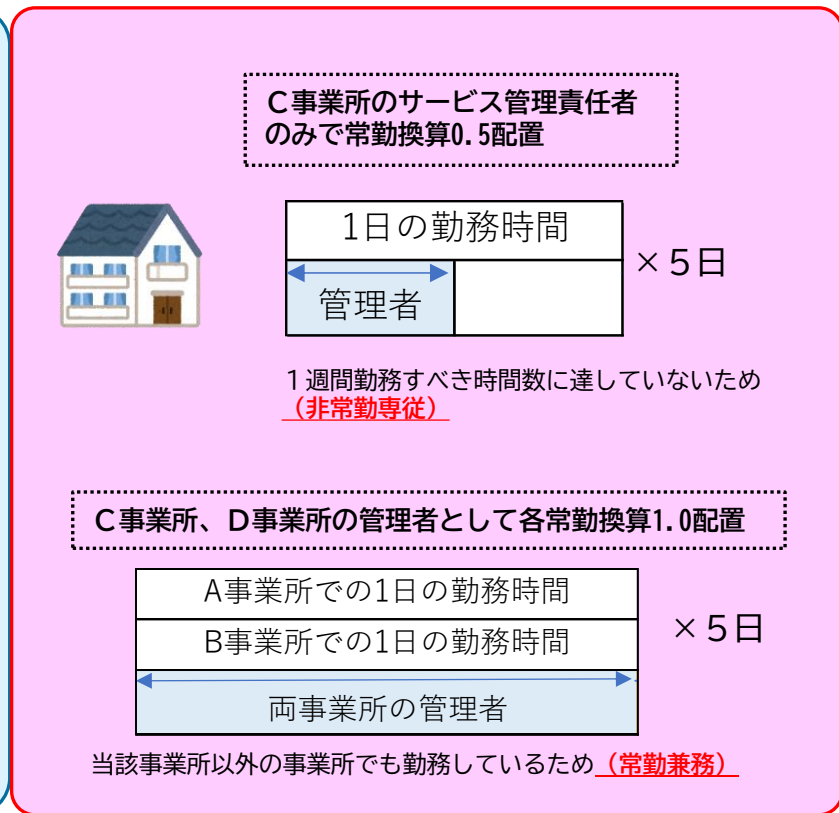 C事業所のサービス管理責任者
のみで常勤換算0.5配置
1日の勤務時間
管理者
×5日
１週間勤務すべき時間数に達していないため
（非常勤専従）
C事業所、D事業所の管理者として各常勤換算1.0配置
A事業所での1日の勤務時間
B事業所での1日の勤務時間
×5日
両事業所の管理者
当該事業所以外の事業所でも勤務しているため（常勤兼務）